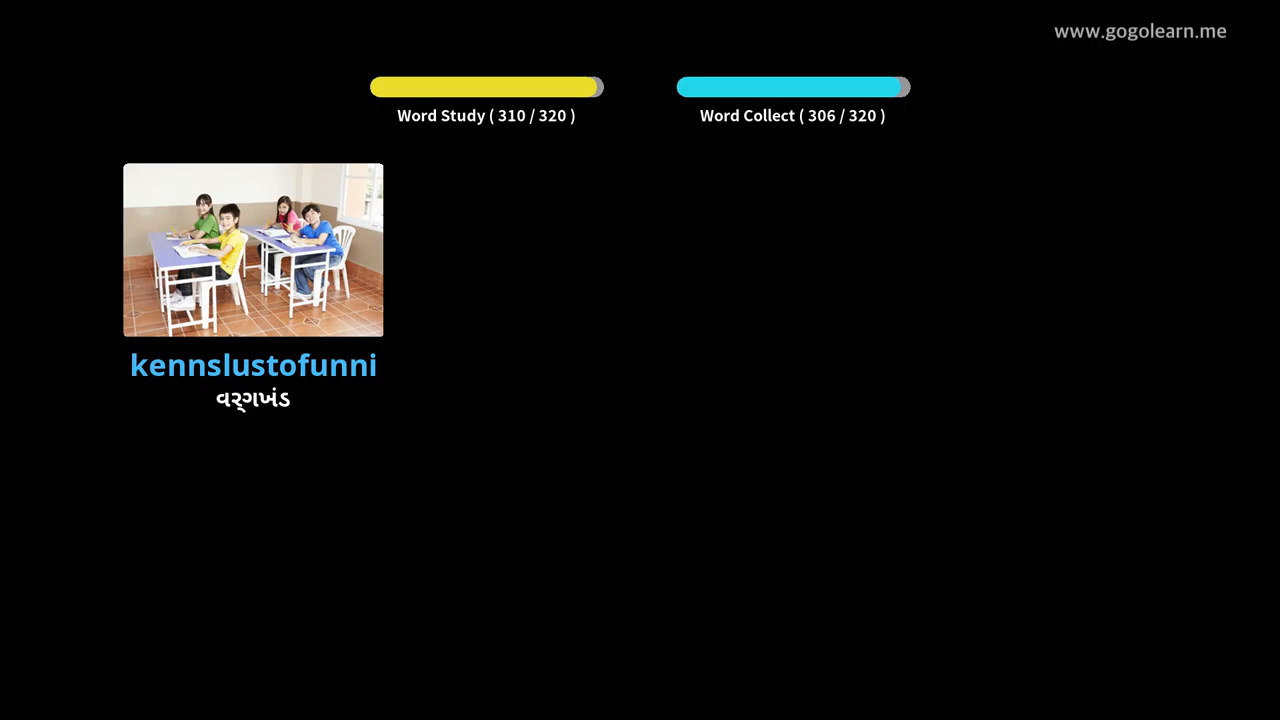 www.gogolearn.me
Word Study ( 310 / 320 )
Word Collect ( 306 / 320 )
kennslustofunni
વર્ગખંડ